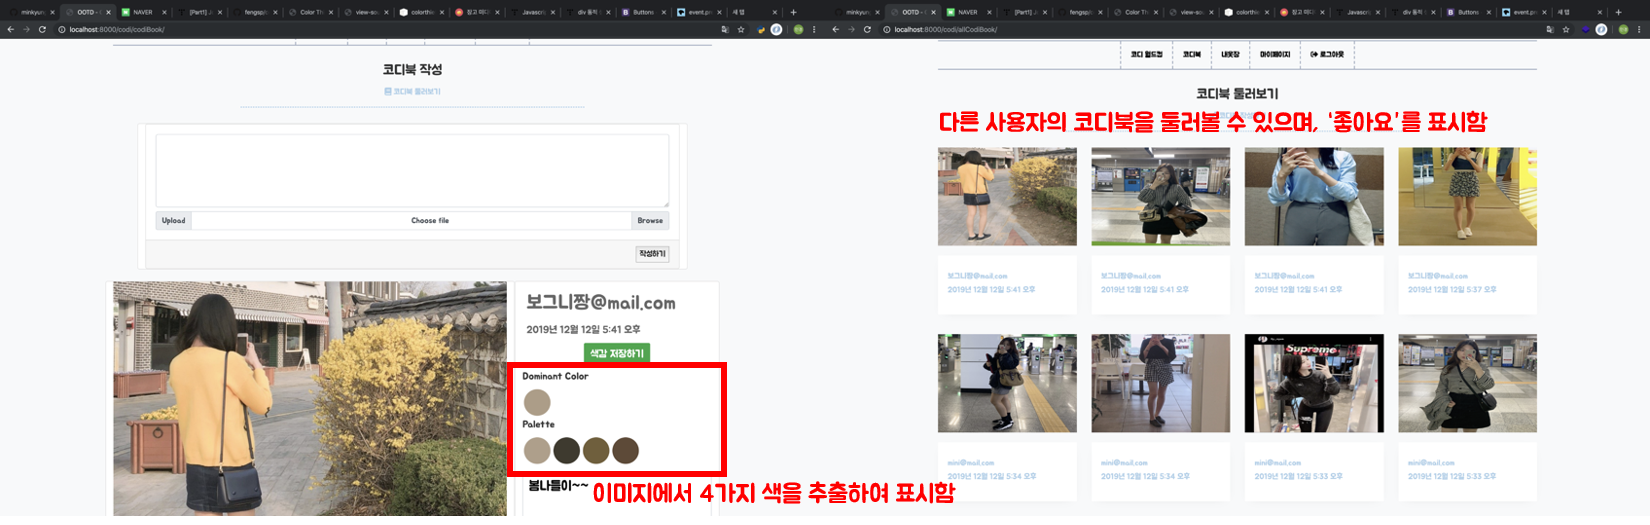 minkyun
OOTD
NAVER
[Part1] J
fengsp/
Color Th
view-so
colorthie
참고 미디
Javascri
div 동적
Buttons
event.pr
새 탭
localhost:8000/codi/codiBook/
코디북 작성
코디북 둘러보기
Upload
Choose file
Browse
작성하기
보그니짱@mail.com
2019년 12월 12일 5:41 오후
색감 저장하기
Dominant Color
Palette
봄나들이~~
이미지에서 4가지 색을 추출하여 표시함
minkyun
OOTD
NAVER
[Part1] J
fengsp/
Color Th
view-so
colorthie
참고 미디
Javascri
div 동적
Buttons
event.pr
새 탭
localhost:8000/codi/allCodiBook/
코디 월드컵
코디북
내옷장
마이페이지
로그아웃
코디북 둘러보기
다른 사용자의 코디북을 둘러볼 수 있으며, '좋아요'를 표시함
Supreme
보그니짱@mail.com
2019년 12월 12일 5:41 오후
보그니짱@mail.com
2019년 12월 12일 5:41 오후
보그니짱@mail.com
2019년 12월 12일 5:41 오후
보그니짱@mail.com
2019년 12월 12일 5:37 오후
mini@mail.com
2019년 12월 12일 5:34 오후
mini@mail.com
2019년 12월 12일 5:34 오후
mini@mail.com
2019년 12월 12일 5:33 오후
mini@mail.com
2019년 12월 12일 5:33 오후